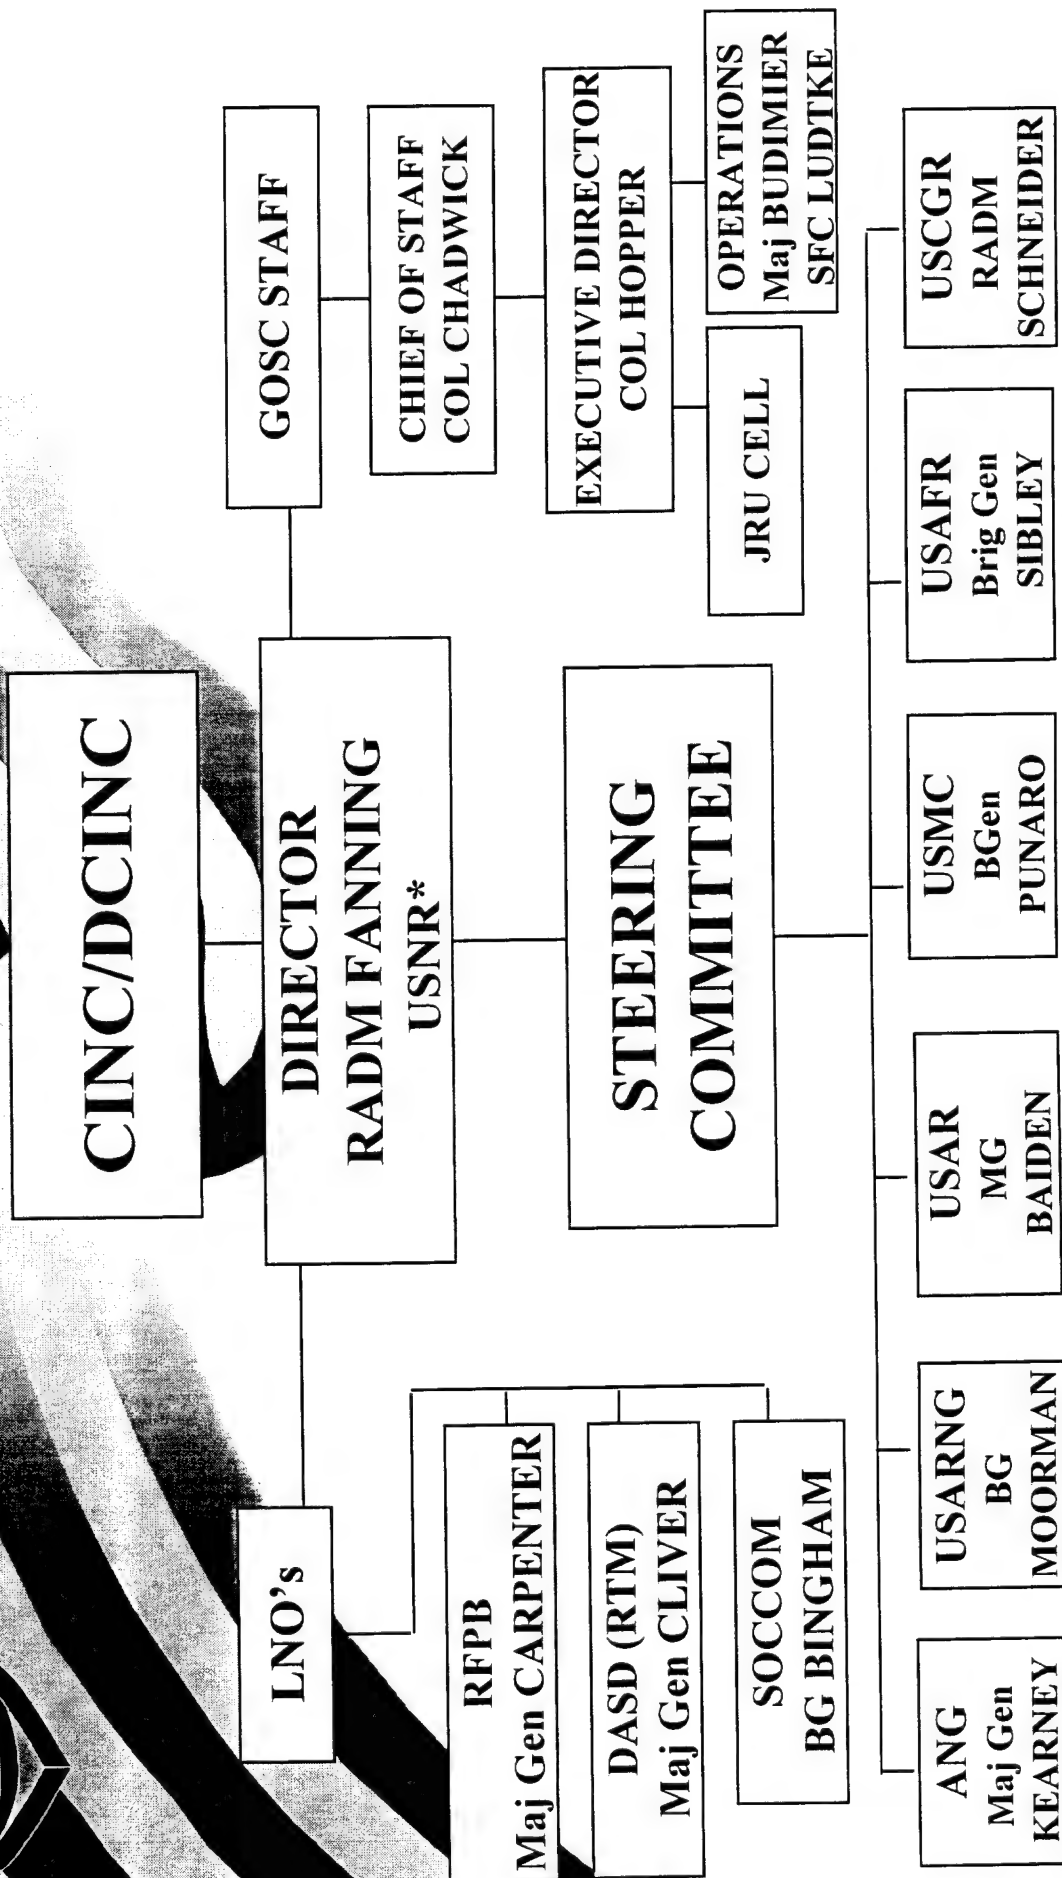 CINC/DCINC
DIRECTOR
RADM FANNING
USNR*
LNO's
RFPB
Maj Gen CARPENTER
DASD (RTM)
Maj Gen CLIVER
SOCCOM
BG BINGHAM
GOSC STAFF
CHIEF OF STAFF
COL CHADWICK
EXECUTIVE DIRECTOR
COL HOPPER
JRU CELL
OPERATIONS
Maj BUDIMIER
SFC LUDTKE
STEERING
COMMITTEE
ANG
Maj Gen
KEARNEY
USARNG
BG
MOORMAN
USAR
MG
BAIDEN
USMC
BGen
PUNARO
USAFR
Brig Gen
SIBLEY
USCGR
RADM
SCHNEIDER